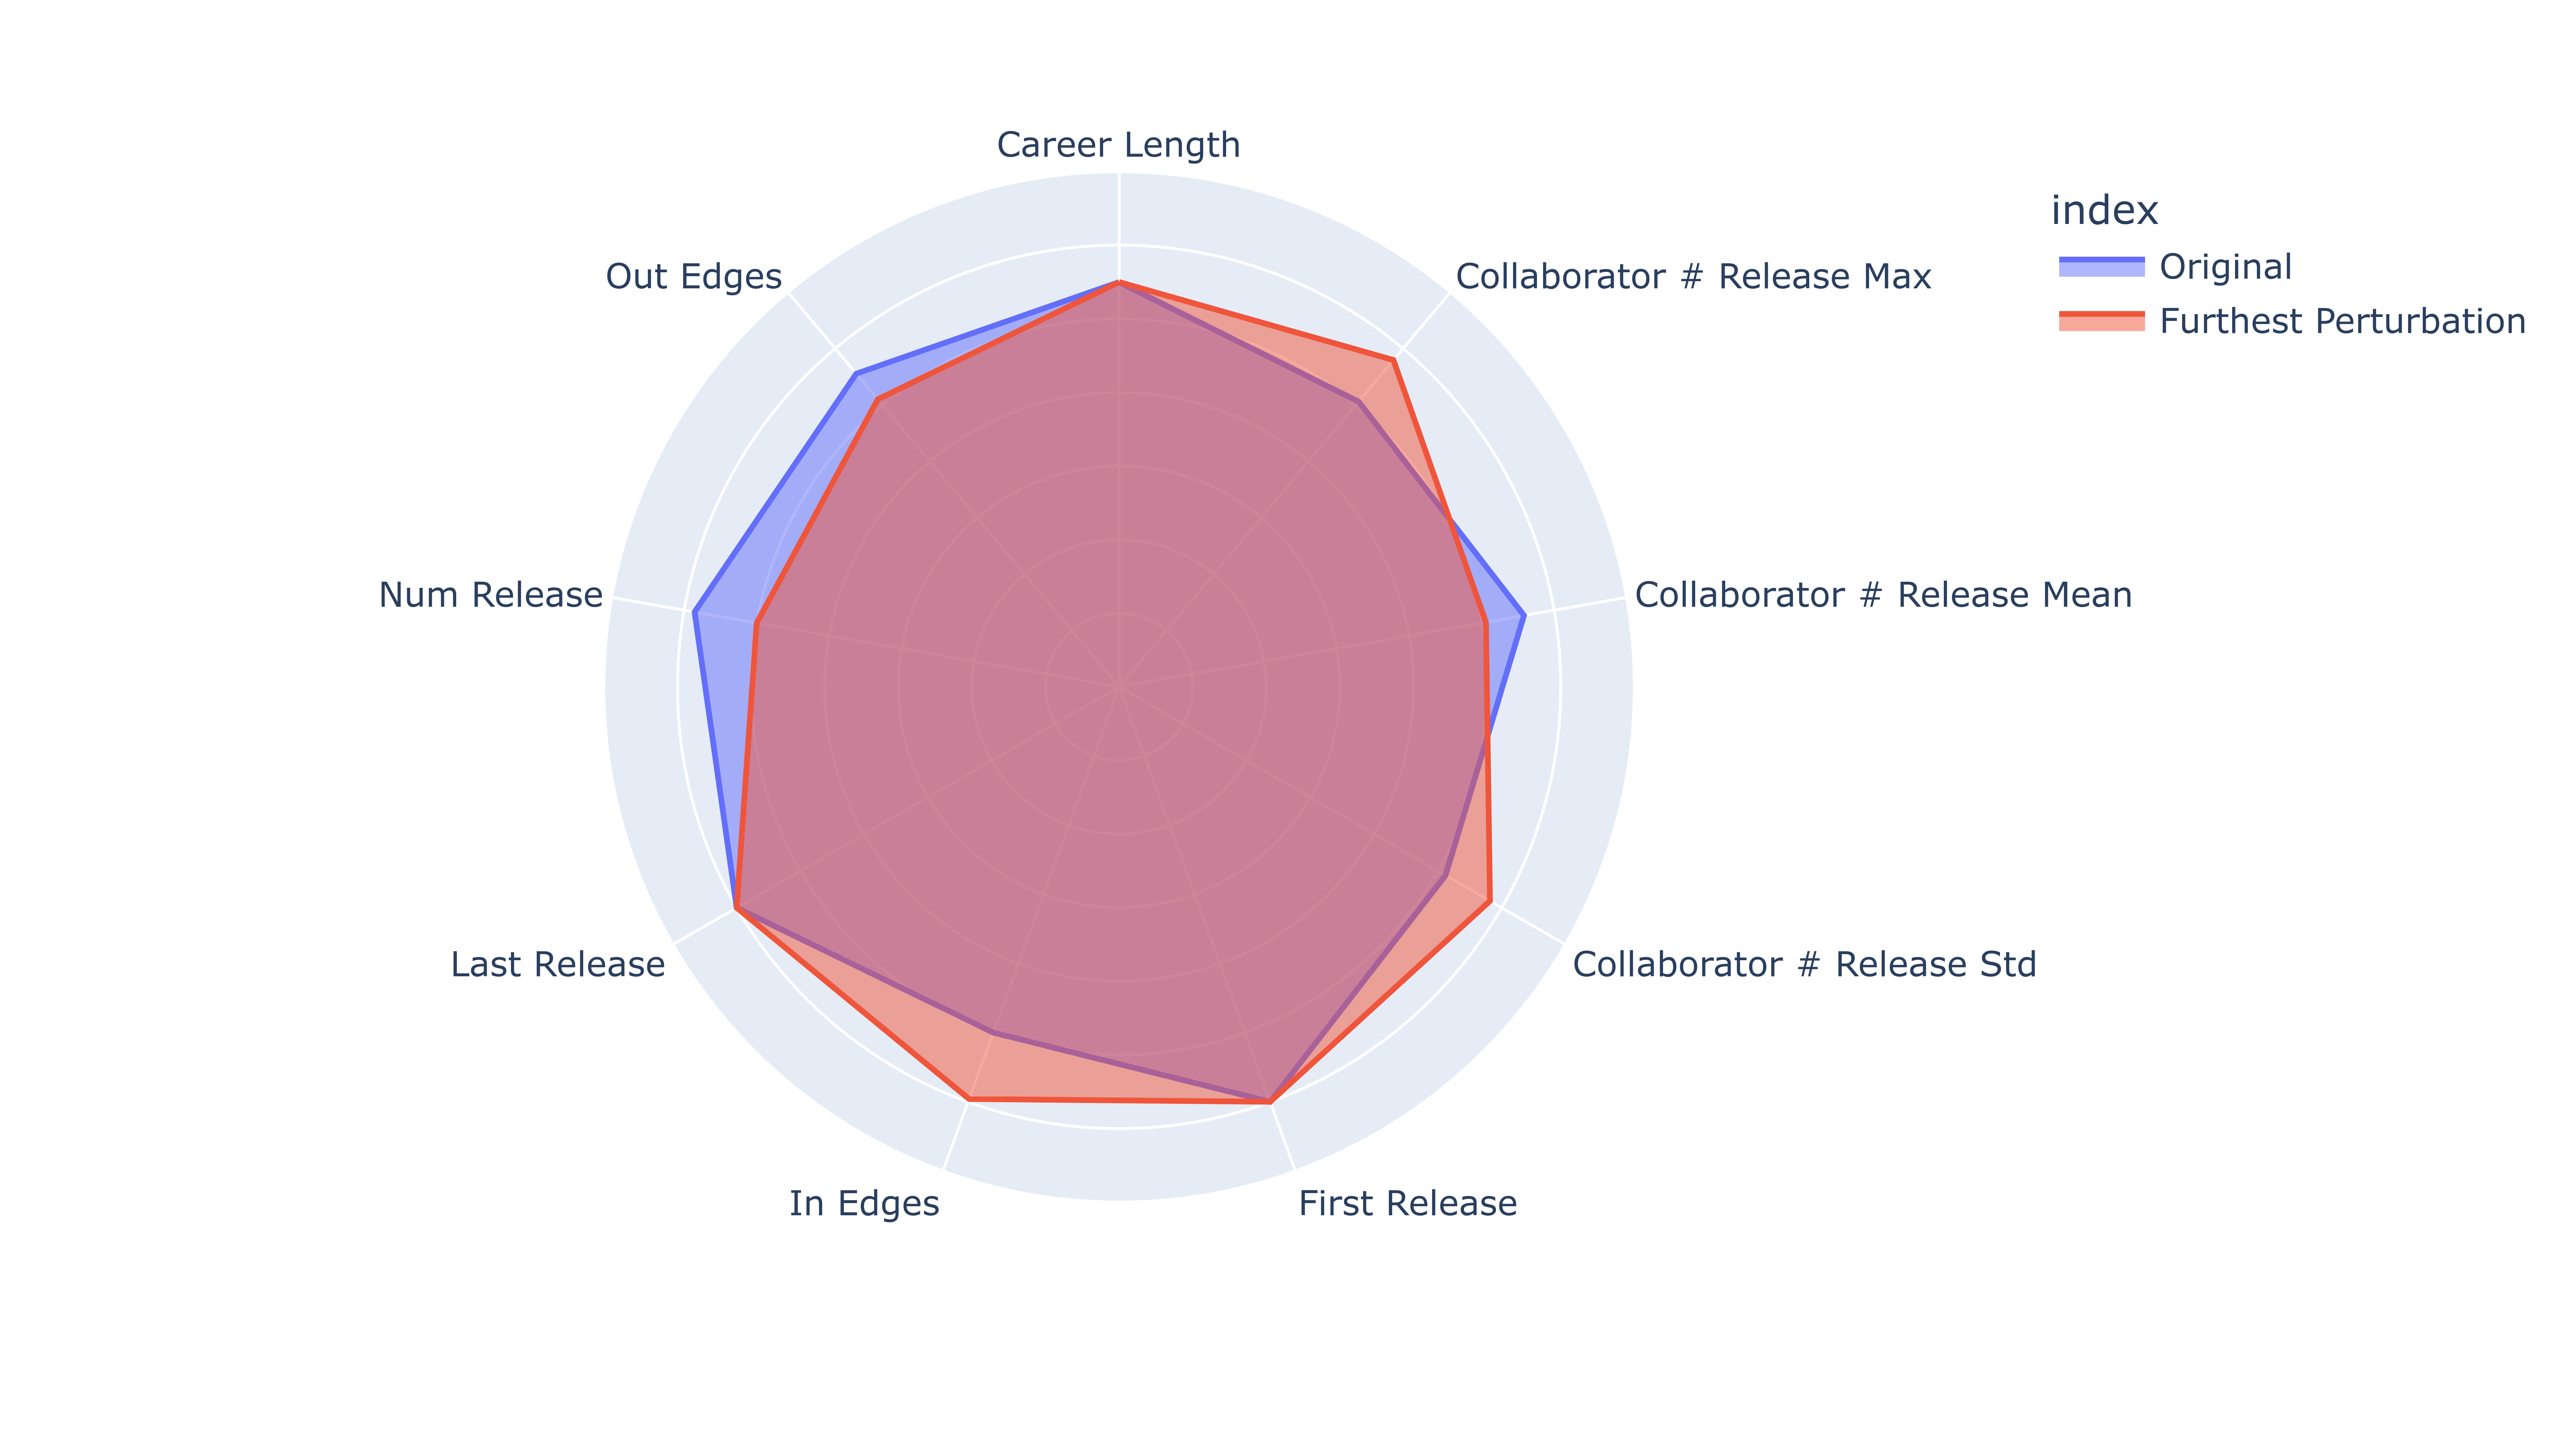 Career Length
Out Edges
Collaborator # Release Max
Num Release
Collaborator # Release Mean
Last Release
Collaborator # Release Std
In Edges
First Release
index
Original
Furthest Perturbation